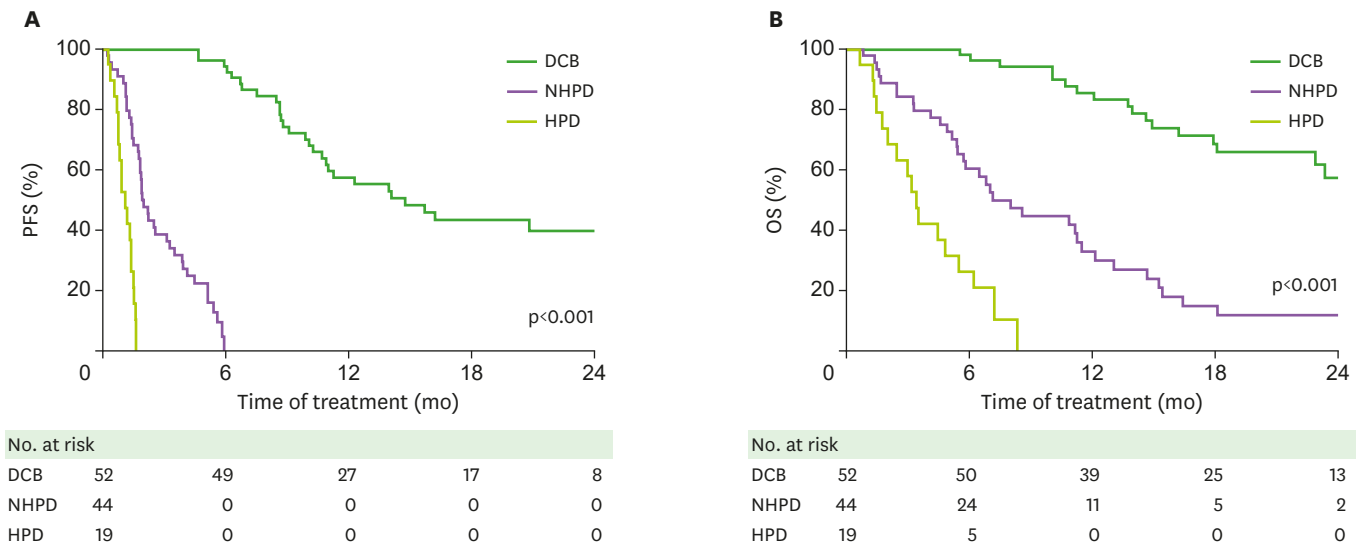 A
100
80
60
40
20
PFS (%)
DCB
NHPD
HPD
p<0.001
0 6 12 18 24
Time of treatment (mo)
No. at risk
DCB 52 49 27 17 8
NHPD 44 0 0 0 0
HPD 19 0 0 0 0
B
100
80
60
40
20
OS (%)
DCB
NHPD
HPD
p<0.001
0 6 12 18 24
Time of treatment (mo)
No. at risk
DCB 52 50 39 25 13
NHPD 44 24 11 5 2
HPD 19 5 0 0 0